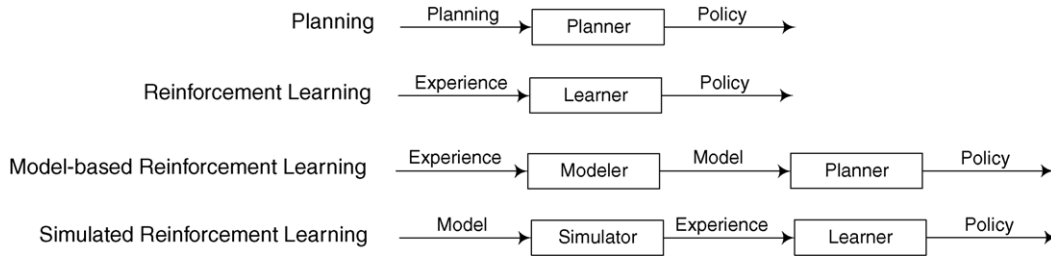 Planning Planning Planner Policy
Reinforcement Learning Experience Learner Policy
Model-based Reinforcement Learning Experience Modeler Model Planner Policy
Simulated Reinforcement Learning Model Simulator Experience Learner Policy